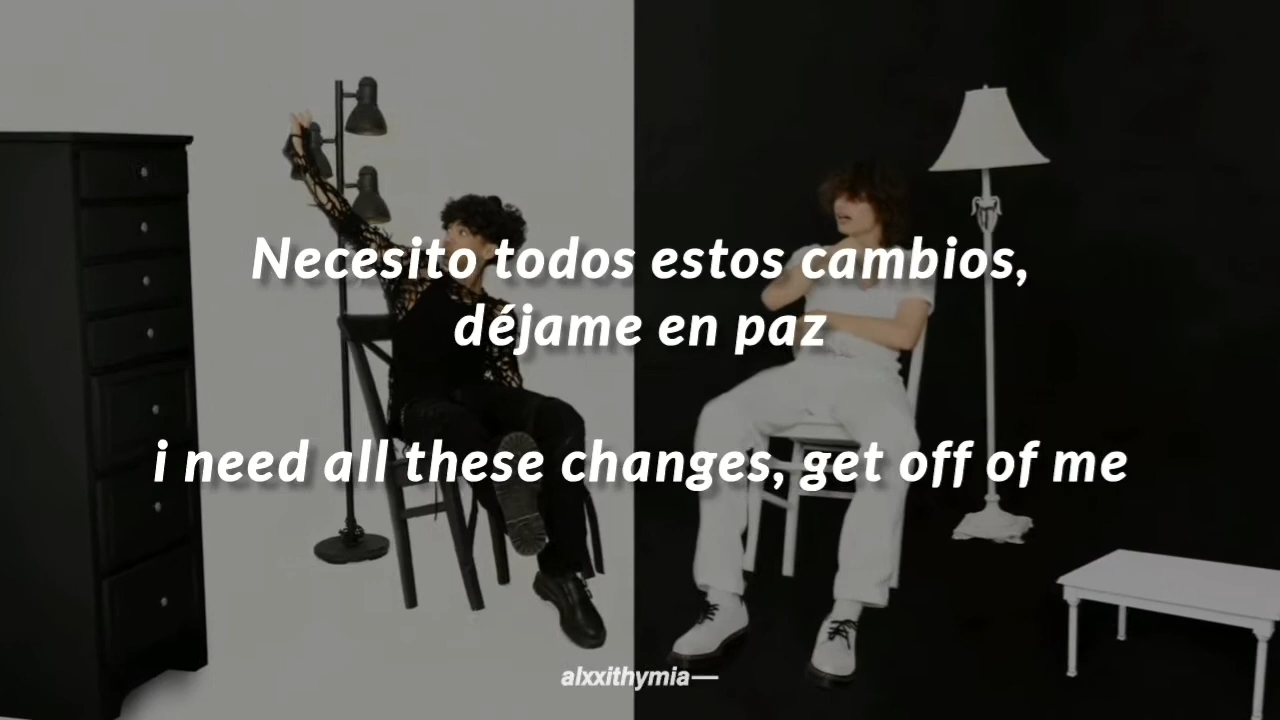 Necesito todos estos cambios,
déjame en paz
i need all these changes, get off of me
alxxithymia—